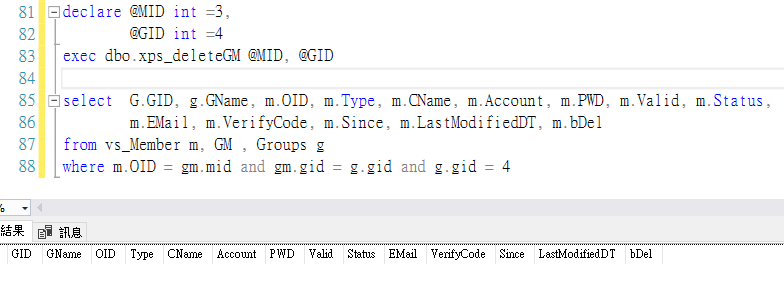 81 declare @MID int =3,
82 @GID int =4
83 exec dbo.xps_deleteGM @MID, @GID
84
85 select G.GID, g.GName, m.OID, m.Type, m.CName, m.Account, m.PWD, m.Valid, m.Status,
86 m.EMail, m.VerifyCode, m.Since, m.LastModifiedDT, m.bDel
87 from vs_Member m, GM , Groups g
88 where m.OID = gm.mid and gm.gid = g.gid and g.gid = 4
%
結果 訊息
GID GName OID Type CName Account PWD Valid Status EMail VerifyCode Since LastModifiedDT bDel